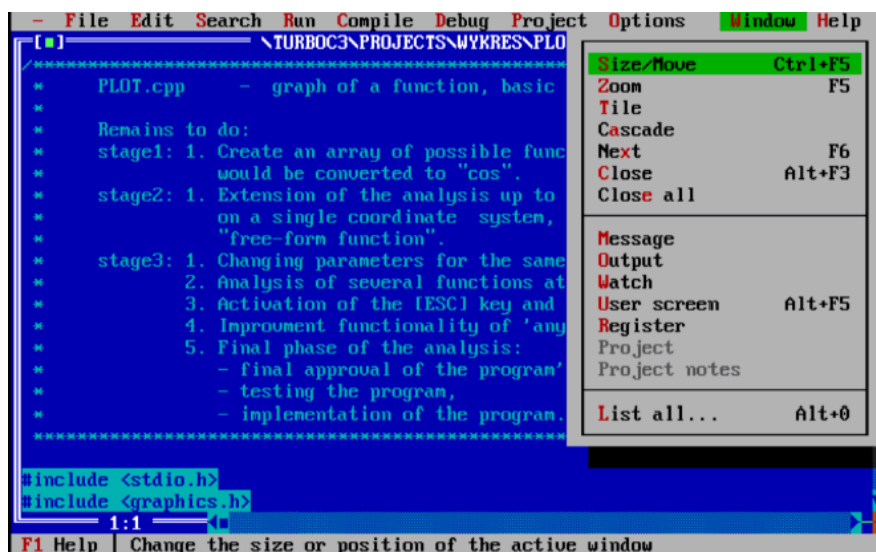 - File Edit Search Run Compile Debug Project Options Window Help
[■] \TURBOC3\PROJECTS\WYKRES\PLO
/******************************************
* PLOT.cpp - graph of a function, basic
*
* Remains to do:
* stage1: 1. Create an array of possible func
* would be converted to "cos".
* stage2: 1. Extension of the analysis up to
* on a single coordinate system,
* "free-form function".
* stage3: 1. Changing parameters for the same
* 2. Analysis of several functions at
* 3. Activation of the [ESC] key and
* 4. Improvment functionality of 'any
* 5. Final phase of the analysis:
* - final approval of the program'
* - testing the program,
* - implementation of the program.
******************************************
#include <stdio.h>
#include <graphics.h>
1:1
Size/Move Ctrl+F5
Zoom F5
Tile
Cascade
Next F6
Close Alt+F3
Close all
Message
Output
Watch
User screen Alt+F5
Register
Project
Project notes
List all... Alt+0
F1 Help | Change the size or position of the active window